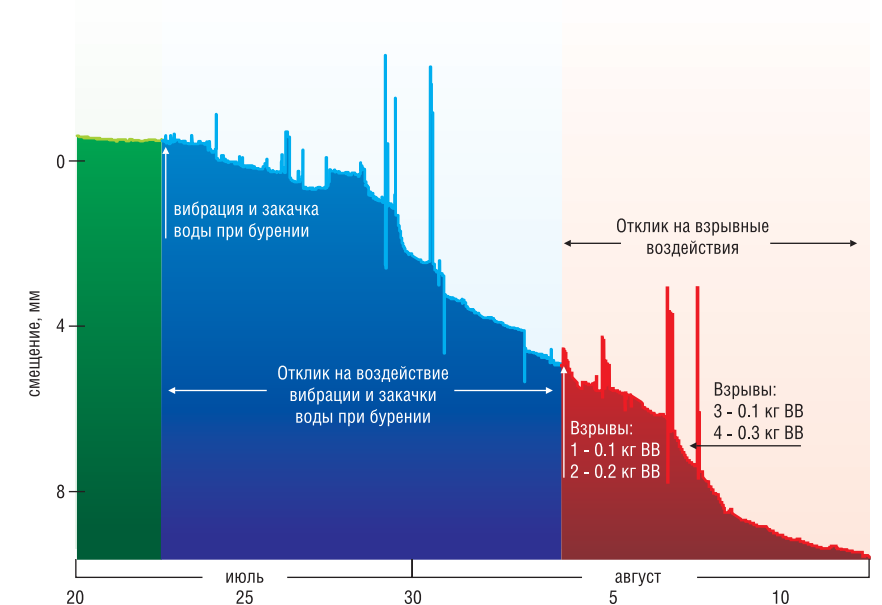 смещение, мм
0
4
8
вибрация и закачка
воды при бурении
Отклик на воздействие
вибрации и закачки
воды при бурении
Отклик на взрывные
воздействия
Взрывы:
1 - 0.1 кг ВВ
2 - 0.2 кг ВВ
Взрывы:
3 - 0.1 кг ВВ
4 - 0.3 кг ВВ
июль
август
20
25
30
5
10